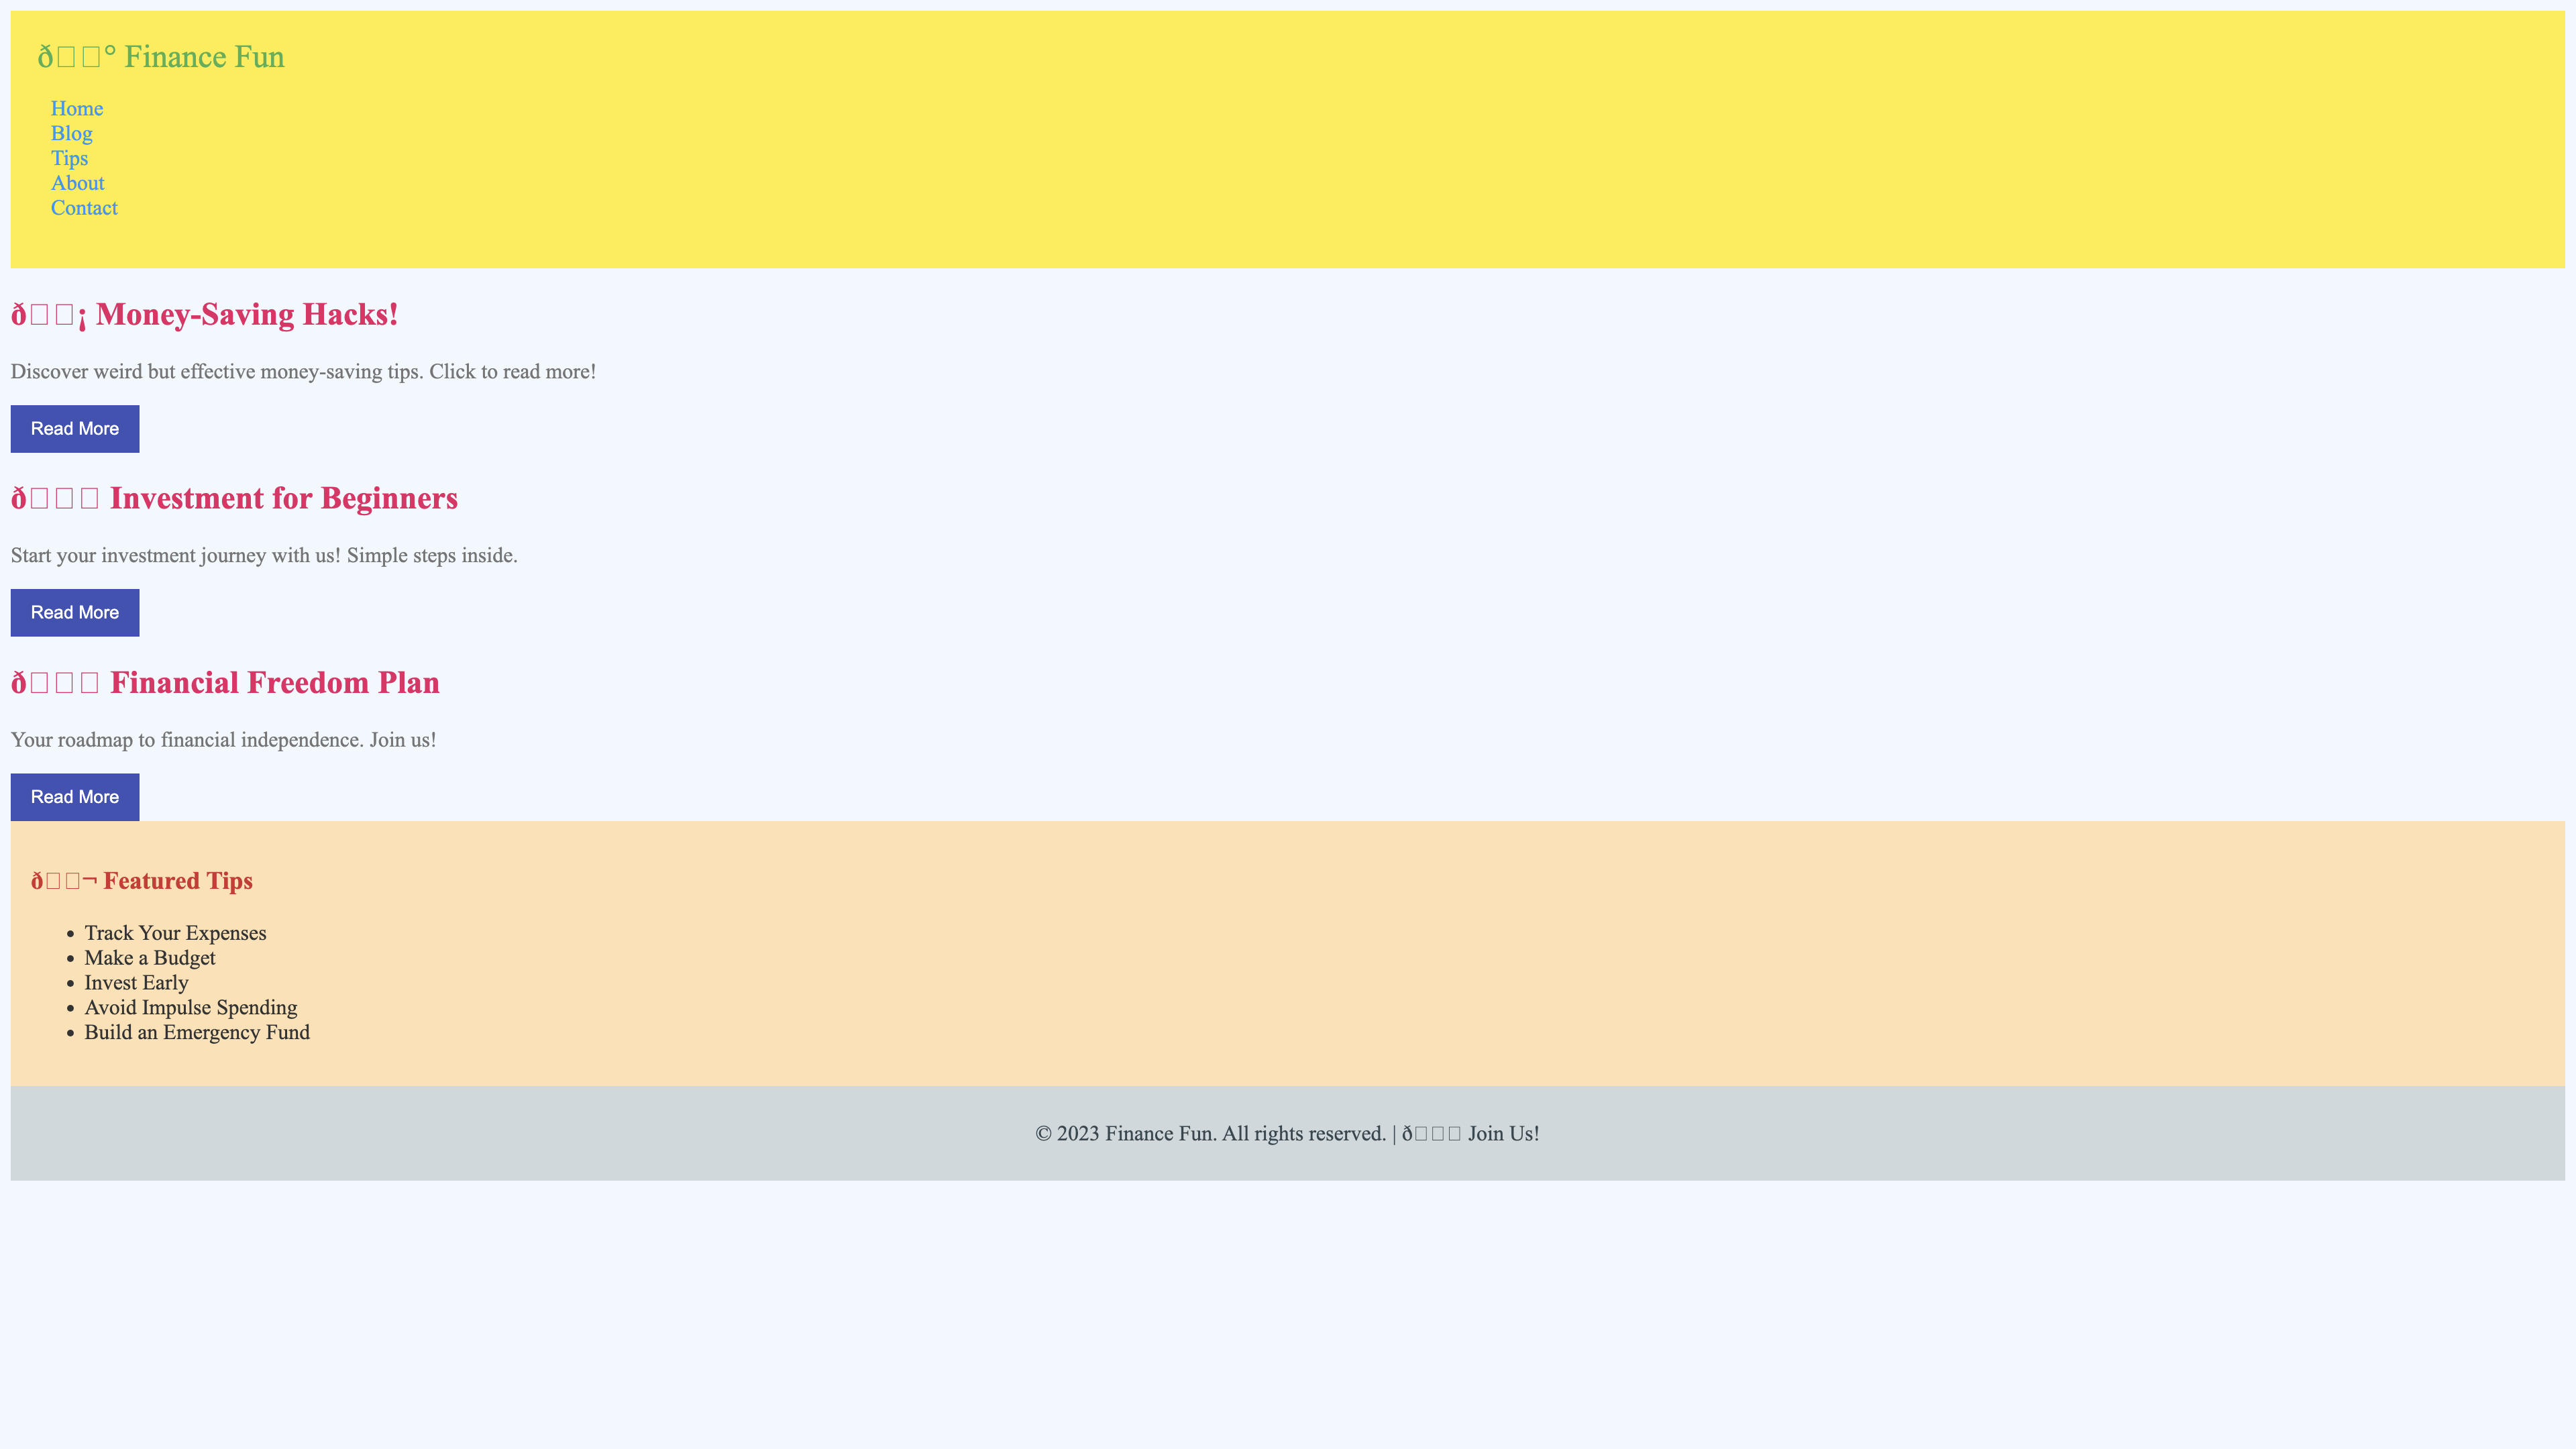 ð□□° Finance Fun
Home
Blog
Tips
About
Contact
ð□□¡ Money-Saving Hacks!
Discover weird but effective money-saving tips. Click to read more!
Read More
ð□□□ Investment for Beginners
Start your investment journey with us! Simple steps inside.
Read More
ð□□□ Financial Freedom Plan
Your roadmap to financial independence. Join us!
Read More
ð□□¬ Featured Tips
• Track Your Expenses
• Make a Budget
• Invest Early
• Avoid Impulse Spending
• Build an Emergency Fund
© 2023 Finance Fun. All rights reserved. | ð□□□ Join Us!